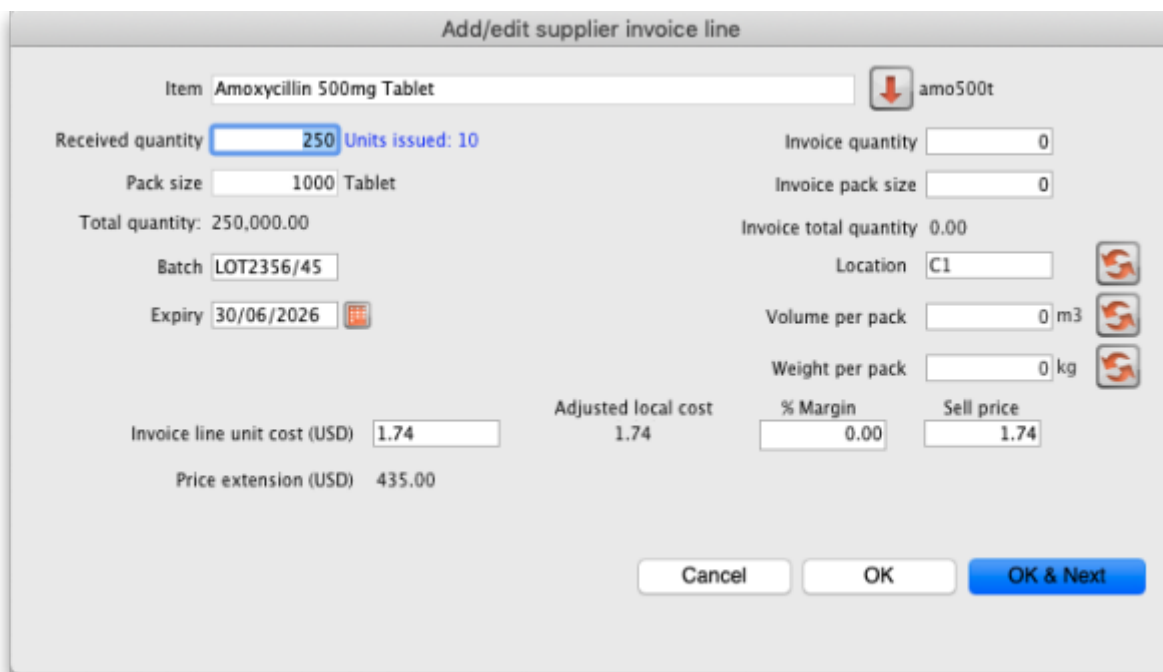 Add/edit supplier invoice line
Item Amoxycillin 500mg Tablet amo500t
Received quantity 250 Units issued: 10 Invoice quantity 0
Pack size 1000 Tablet Invoice pack size 0
Total quantity: 250,000.00 Invoice total quantity 0.00
Batch LOT2356/45 Location C1
Expiry 30/06/2026 Volume per pack 0 m3
Weight per pack 0 kg
Adjusted local cost % Margin Sell price
Invoice line unit cost (USD) 1.74 1.74 0.00 1.74
Price extension (USD) 435.00
Cancel OK OK & Next